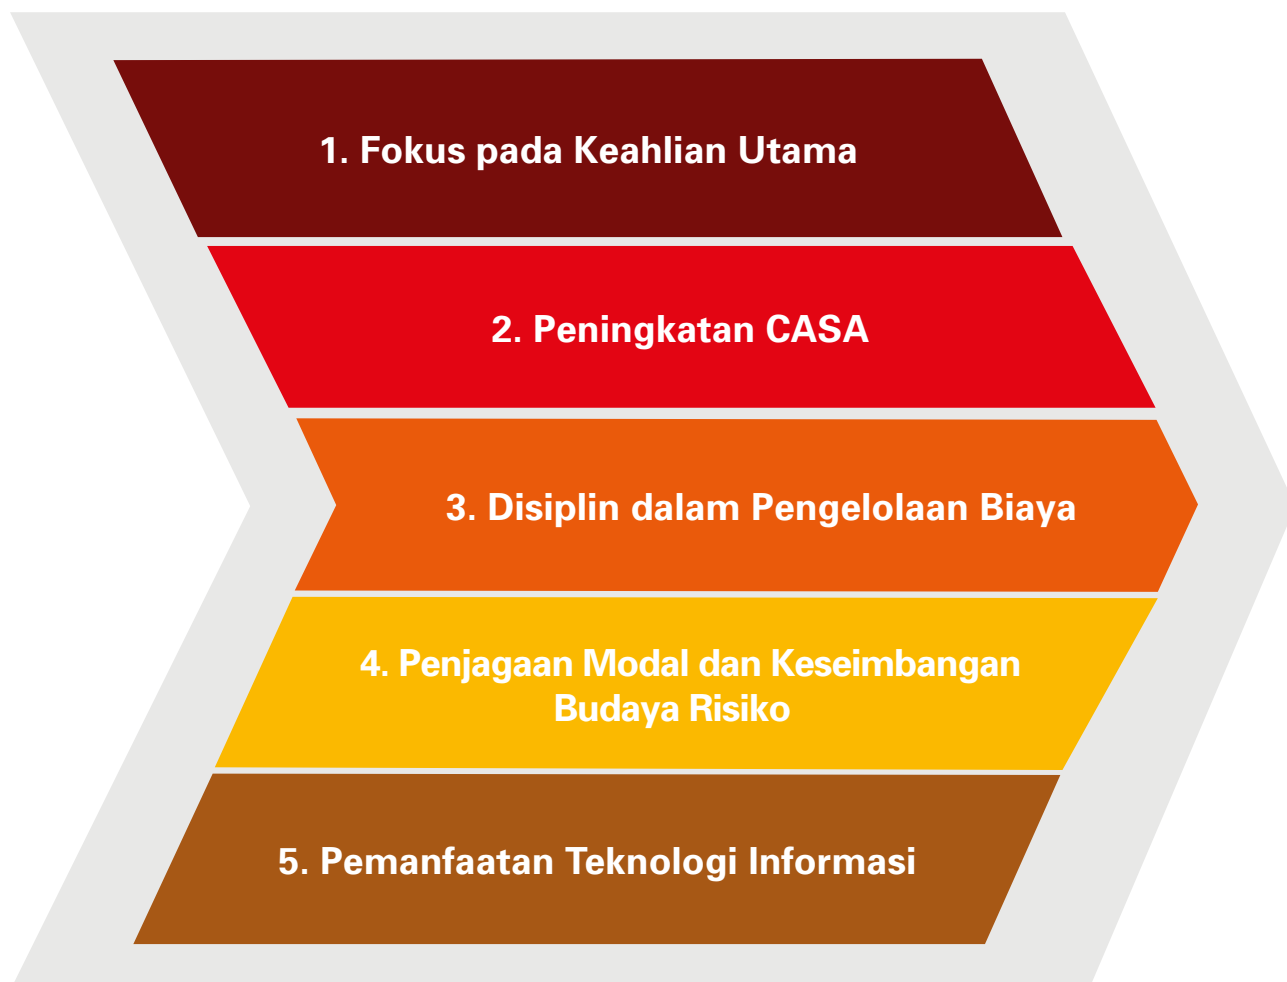 1. Fokus pada Keahlian Utama
2. Peningkatan CASA
3. Disiplin dalam Pengelolaan Biaya
4. Penjagaan Modal dan Keseimbangan
Budaya Risiko
5. Pemanfaatan Teknologi Informasi